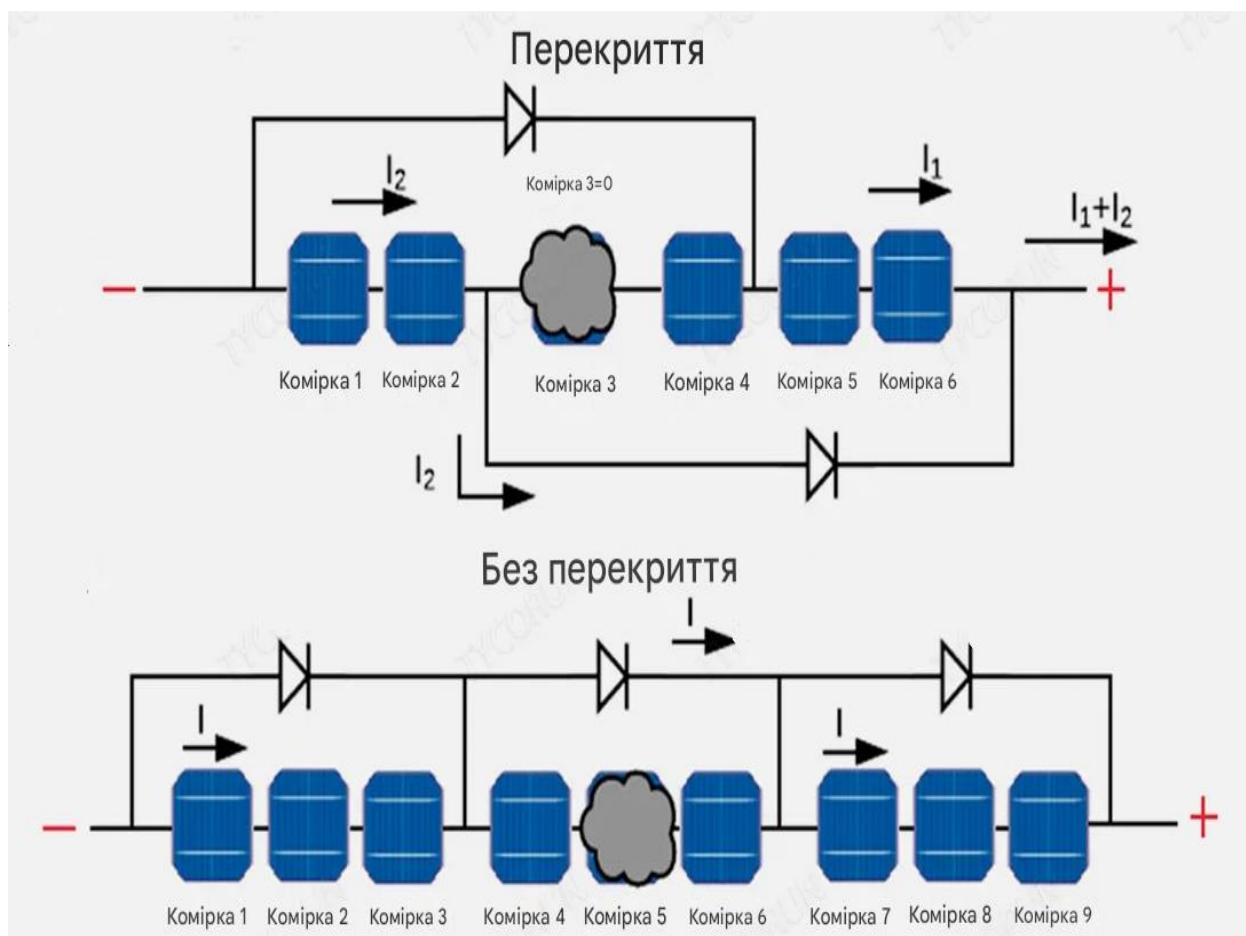 Перекриття
I₂
Комірка 3=0
I₁
I₁+I₂
−
+
Комірка 1 Комірка 2 Комірка 3 Комірка 4 Комірка 5 Комірка 6
I₂
Без перекриття
I
I
I
−
+
Комірка 1 Комірка 2 Комірка 3 Комірка 4 Комірка 5 Комірка 6 Комірка 7 Комірка 8 Комірка 9